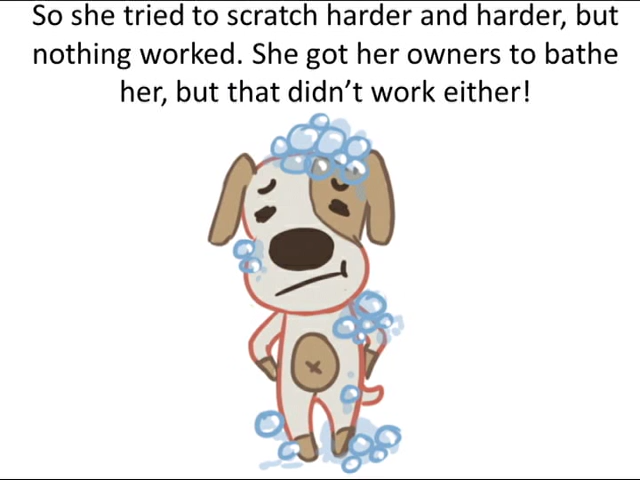 So she tried to scratch harder and harder, but
nothing worked. She got her owners to bathe
her, but that didn’t work either!